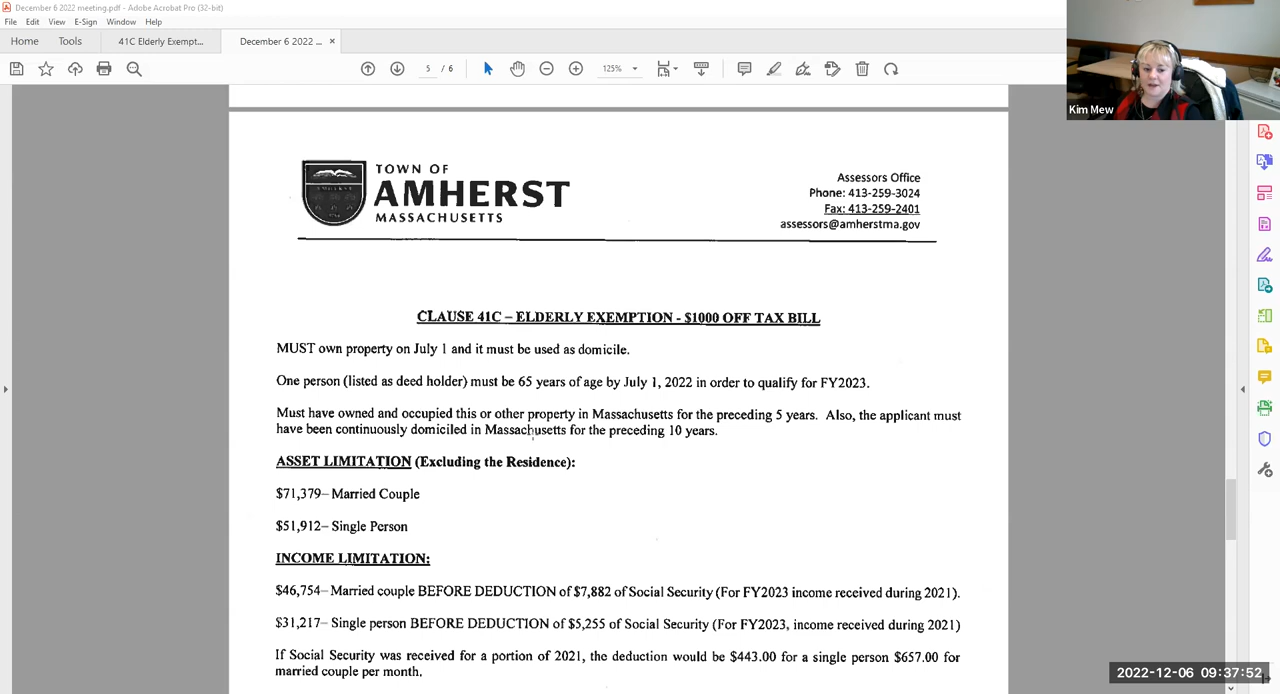 December 6 2022 meeting.pdf - Adobe Acrobat Pro (32-bit)
File Edit View E-Sign Window Help
Home Tools 41C Elderly Exempt... December 6 2022 ... ×
5 / 6 125%
Kim Mew
TOWN OF
AMHERST
MASSACHUSETTS
Assessors Office
Phone: 413-259-3024
Fax: 413-259-2401
assessors@amherstma.gov
CLAUSE 41C – ELDERLY EXEMPTION - $1000 OFF TAX BILL
MUST own property on July 1 and it must be used as domicile.
One person (listed as deed holder) must be 65 years of age by July 1, 2022 in order to qualify for FY2023.
Must have owned and occupied this or other property in Massachusetts for the preceding 5 years. Also, the applicant must
have been continuously domiciled in Massachusetts for the preceding 10 years.
ASSET LIMITATION (Excluding the Residence):
$71,379– Married Couple
$51,912– Single Person
INCOME LIMITATION:
$46,754– Married couple BEFORE DEDUCTION of $7,882 of Social Security (For FY2023 income received during 2021).
$31,217– Single person BEFORE DEDUCTION of $5,255 of Social Security (For FY2023, income received during 2021)
If Social Security was received for a portion of 2021, the deduction would be $443.00 for a single person $657.00 for
married couple per month.
2022-12-06 09:37:52